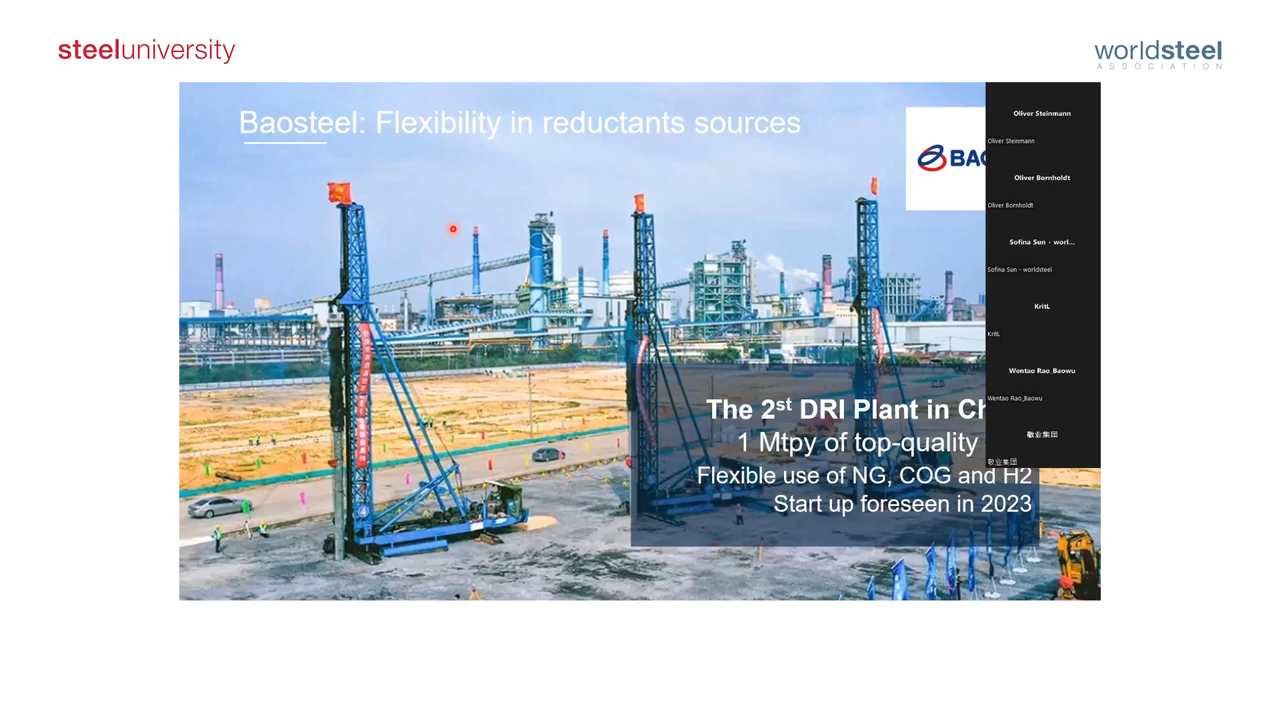 steeluniversity
worldsteel
ASSOCIATION
Baosteel: Flexibility in reductants sources
BAO
The 2st DRI Plant in Ch
1 Mtpy of top-quality
Flexible use of NG, COG and H2
Start up foreseen in 2023
Oliver Steinmann
Oliver Steinmann
Oliver Bornholdt
Oliver Bornholdt
Sofina Sun - worl...
Sofina Sun - worldsteel
KritL
KritL
Wentao Rao_Baowu
Wentao Rao_Baowu
敬业集团
敬业集团